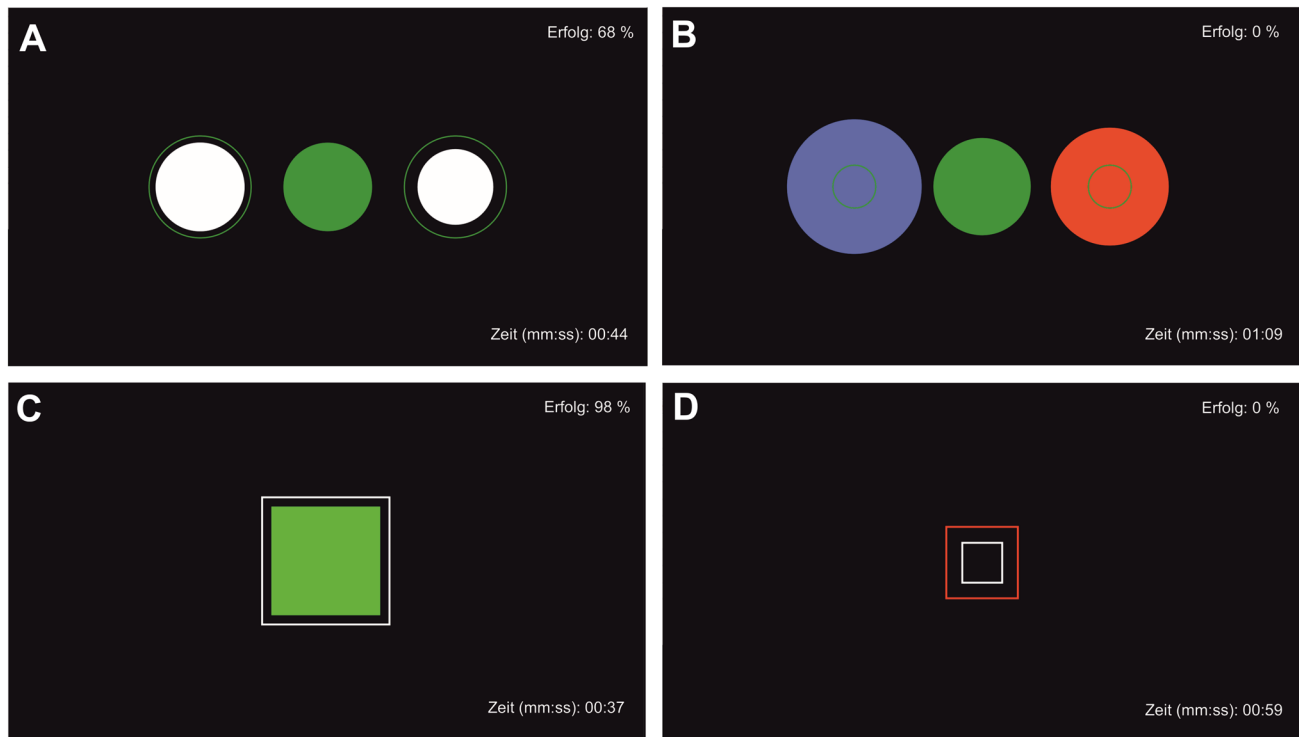 A
Erfolg: 68 %
Zeit (mm:ss): 00:44
B
Erfolg: 0 %
Zeit (mm:ss): 01:09
C
Erfolg: 98 %
Zeit (mm:ss): 00:37
D
Erfolg: 0 %
Zeit (mm:ss): 00:59